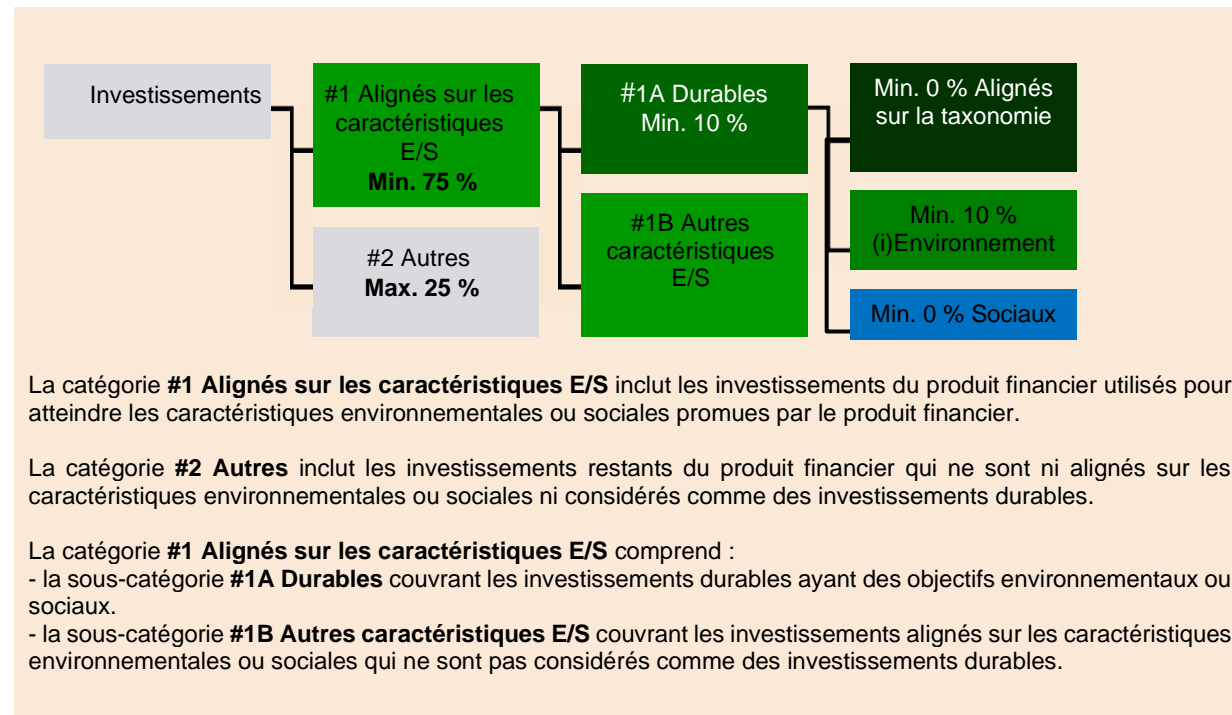 Investissements
#1 Alignés sur les
caractéristiques
E/S
Min. 75 %
#2 Autres
Max. 25 %
#1A Durables
Min. 10 %
#1B Autres
caractéristiques
E/S
Min. 0 % Alignés
sur la taxonomie
Min. 10 %
(i)Environnement
Min. 0 % Sociaux
La catégorie #1 Alignés sur les caractéristiques E/S inclut les investissements du produit financier utilisés pour
atteindre les caractéristiques environnementales ou sociales promues par le produit financier.
La catégorie #2 Autres inclut les investissements restants du produit financier qui ne sont ni alignés sur les
caractéristiques environnementales ou sociales ni considérés comme des investissements durables.
La catégorie #1 Alignés sur les caractéristiques E/S comprend :
- la sous-catégorie #1A Durables couvrant les investissements durables ayant des objectifs environnementaux ou
sociaux.
- la sous-catégorie #1B Autres caractéristiques E/S couvrant les investissements alignés sur les caractéristiques
environnementales ou sociales qui ne sont pas considérés comme des investissements durables.